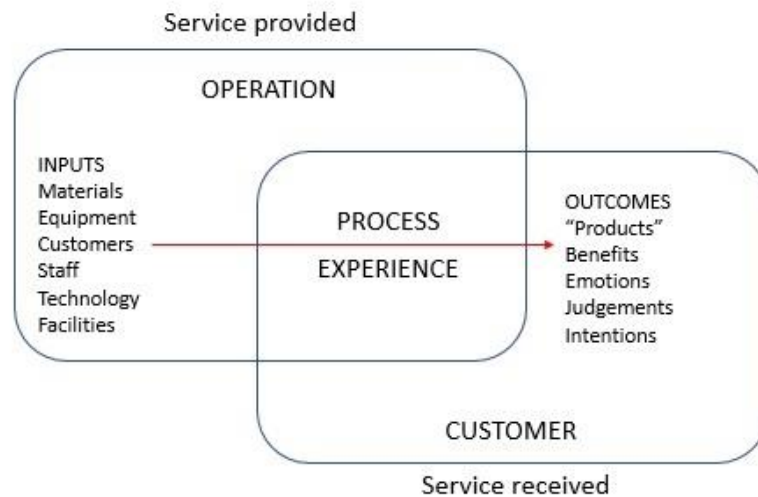 Service provided
OPERATION
INPUTS
Materials
Equipment
Customers
Staff
Technology
Facilities
PROCESS
EXPERIENCE
OUTCOMES
“Products”
Benefits
Emotions
Judgements
Intentions
CUSTOMER
Service received